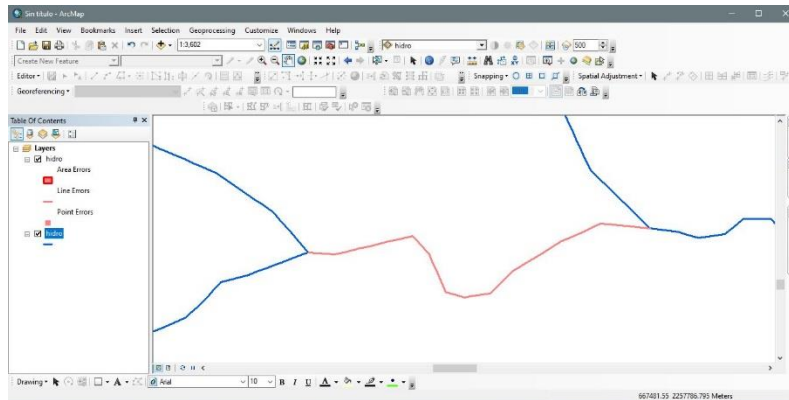 Sin título - ArcMap
File Edit View Bookmarks Insert Selection Geoprocessing Customize Windows Help
1:3,602 hidro 500
Create New Feature
Editor Snapping Spatial Adjustment
Georeferencing
Table Of Contents
Layers
hidro
Area Errors
Line Errors
Point Errors
hidro
Drawing A Arial 10 B I U A
667481.55 2257786.795 Meters